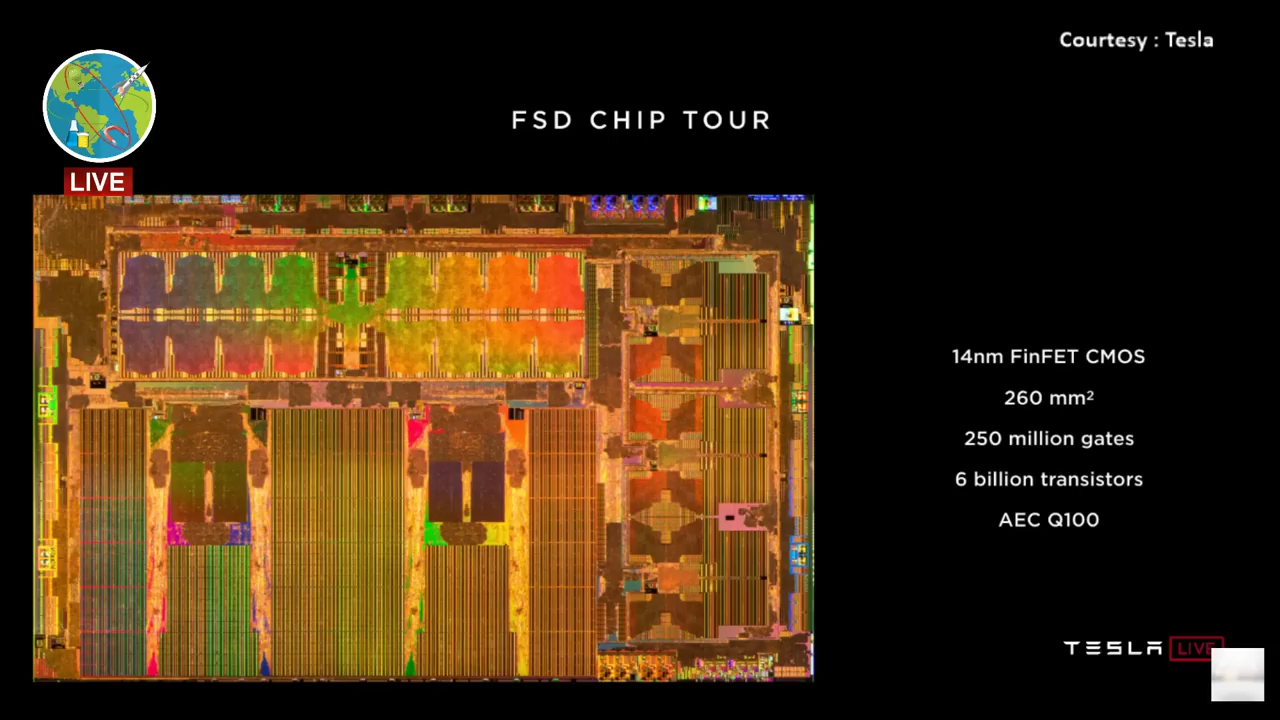 Courtesy : Tesla
FSD CHIP TOUR
LIVE
14nm FinFET CMOS
260 mm²
250 million gates
6 billion transistors
AEC Q100
TESLA LIVE